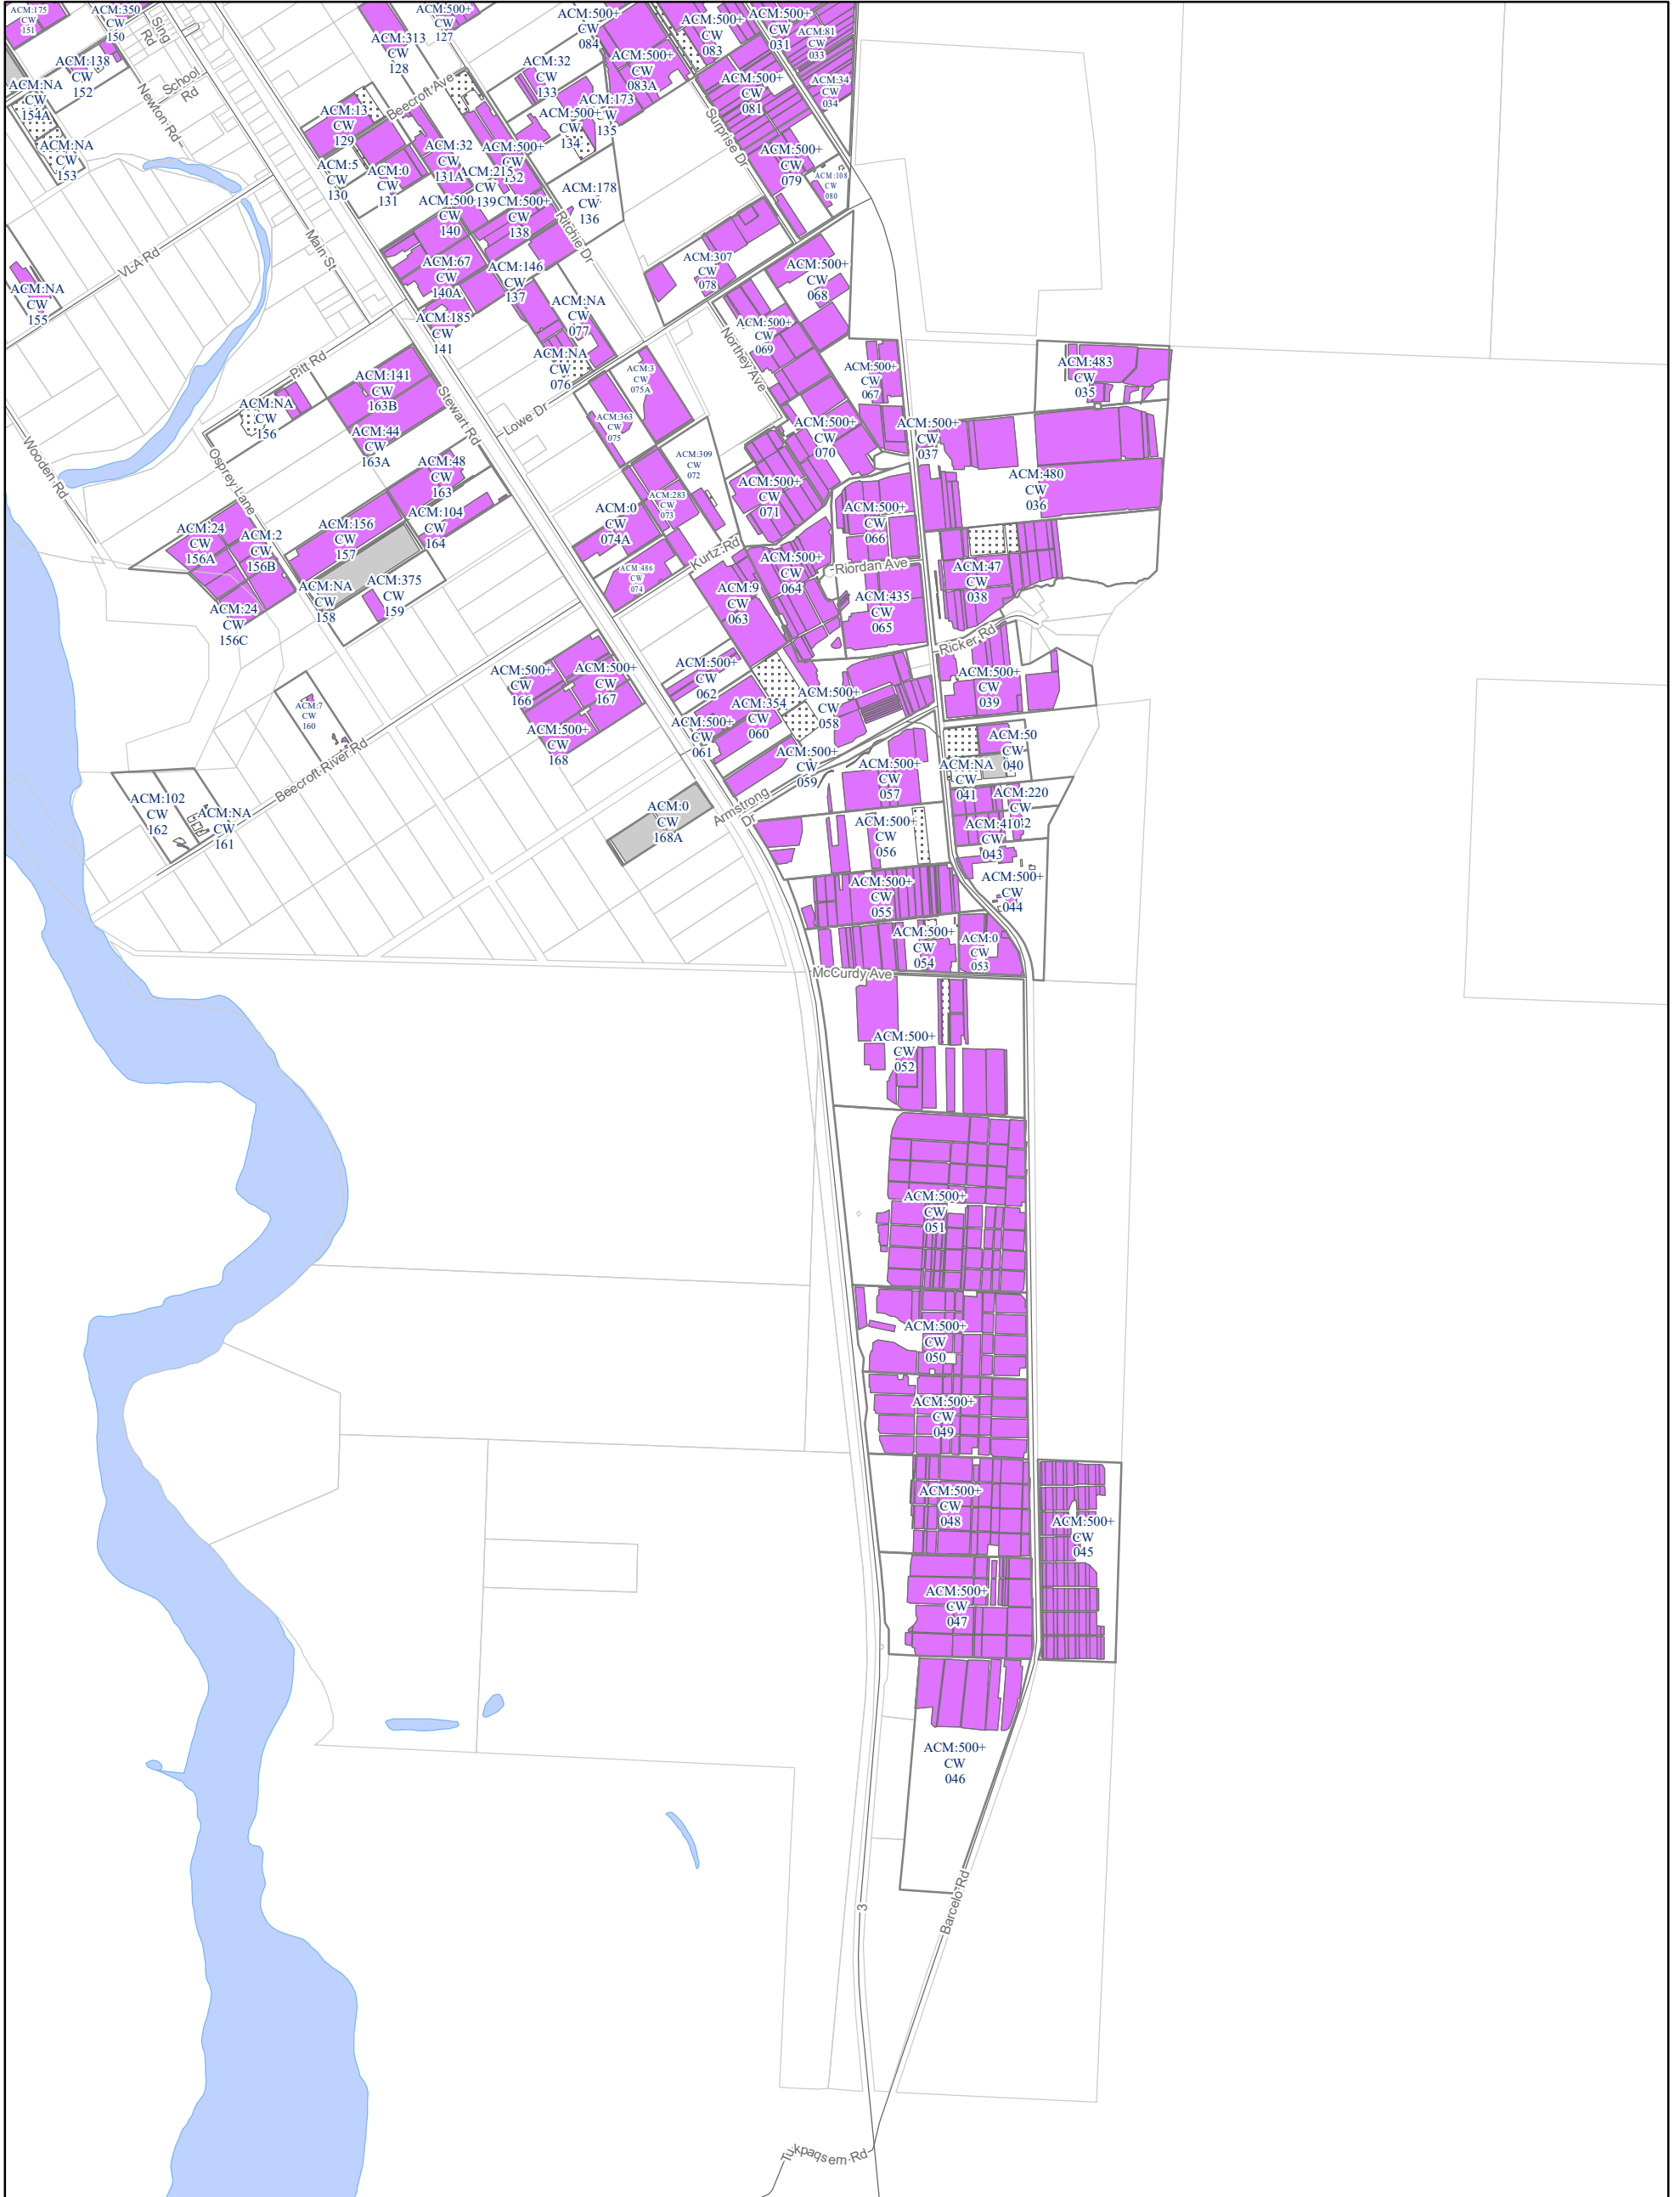 ACM:175
CW
151
ACM:350
CW
150
Sing
Rd
ACM:138
CW
152
School
Rd
Newton Rd
ACM:NA
CW
154A
ACM:NA
CW
153
ACM:313
CW
128
ACM:500+
CW
127
Beecroft Ave
ACM:500+
CW
084
ACM:32
CW
133
ACM:500+
CW
083A
ACM:500+
CW
083
ACM:500+
CW
031
ACM:81
CW
033
ACM:34
CW
034
ACM:500+
CW
081
ACM:173
CW
135
ACM:500+
CW
134
Surprise Dr
ACM:500+
CW
079
ACM:108
CW
080
ACM:13
CW
129
ACM:5
CW
130
ACM:0
CW
131
ACM:32
CW
131A
ACM:500+
CW
132
ACM:215
CW
139
ACM:178
CW
136
ACM:500
CW
140
CM:500+
CW
138
Ritchie Dr
Main St
VLA Rd
ACM:NA
CW
155
ACM:67
CW
140A
ACM:146
CW
137
ACM:185
CW
141
ACM:NA
CW
077
ACM:NA
CW
076
ACM:307
CW
078
ACM:500+
CW
068
ACM:500+
CW
069
Northey Ave
ACM:500+
CW
067
ACM:483
CW
035
Pitt Rd
ACM:141
CW
163B
ACM:NA
CW
156
ACM:44
CW
163A
Stewart Rd
Lowe Dr
ACM:3
CW
075A
ACM:363
CW
075
ACM:500+
CW
070
ACM:500+
CW
037
ACM:480
CW
036
Wooden Rd
Osprey Lane
ACM:48
CW
163
ACM:309
CW
072
ACM:283
CW
073
ACM:500+
CW
071
ACM:500+
CW
066
ACM:104
CW
164
ACM:156
CW
157
ACM:0
CW
074A
ACM:24
CW
156A
ACM:2
CW
156B
ACM:24
CW
156C
ACM:NA
CW
158
ACM:375
CW
159
ACM:486
CW
074
Kurtz Rd
ACM:500+
CW
064
Riordan Ave
ACM:47
CW
038
ACM:9
CW
063
ACM:435
CW
065
Ricker Rd
ACM:500+
CW
166
ACM:500+
CW
167
ACM:500+
CW
168
ACM:500+
CW
062
ACM:500+
CW
039
ACM:7
CW
160
ACM:354
CW
060
ACM:500+
CW
058
ACM:500+
CW
061
ACM:500+
CW
059
ACM:50
CW
040
ACM:NA
CW
041
ACM:500+
CW
057
Beecroft River Rd
ACM:102
CW
162
ACM:NA
CW
161
ACM:0
CW
168A
Armstrong
Dr
ACM:220
CW
ACM:410
CW
043
ACM:500+
CW
056
ACM:500+
CW
055
ACM:500+
CW
044
ACM:500+
CW
054
ACM:0
CW
053
McCurdy Ave
ACM:500+
CW
052
ACM:500+
CW
051
ACM:500+
CW
050
ACM:500+
CW
049
ACM:500+
CW
048
ACM:500+
CW
045
ACM:500+
CW
047
ACM:500+
CW
046
3
Barcelo Rd